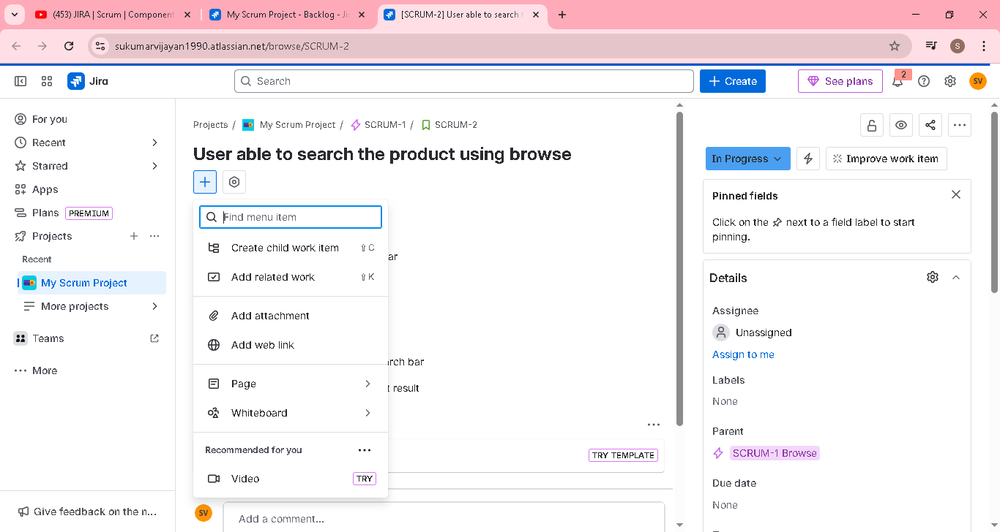 (453) JIRA | Scrum | Component
My Scrum Project - Backlog - Ji
[SCRUM-2] User able to search t
sukumarvijayan1990.atlassian.net/browse/SCRUM-2
S
Jira
Search
Create
See plans
2
SV
For you
Recent
Starred
Apps
Plans PREMIUM
Projects
Recent
My Scrum Project
More projects
Teams
More
Give feedback on the n...
Projects / My Scrum Project / SCRUM-1 / SCRUM-2
User able to search the product using browse
Find menu item
Create child work item ⇧ C
ar
Add related work ⇧ K
Add attachment
Add web link
rch bar
Page
t result
Whiteboard
Recommended for you
TRY TEMPLATE
Video TRY
SV
Add a comment...
In Progress
Improve work item
Pinned fields
Click on the next to a field label to start
pinning.
Details
Assignee
Unassigned
Assign to me
Labels
None
Parent
SCRUM-1 Browse
Due date
None